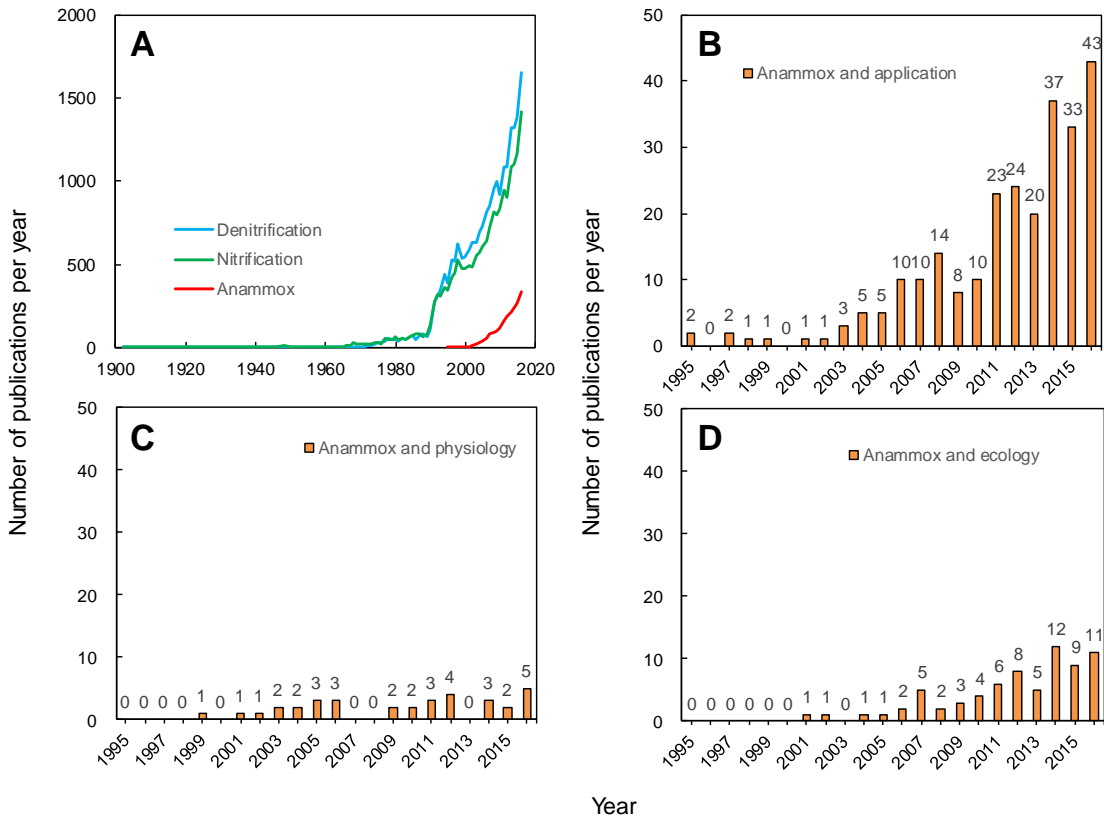 A
Number of publications per year
2000
1500
1000
500
0
Denitrification
Nitrification
Anammox
1900 1920 1940 1960 1980 2000 2020
B
Number of publications per year
50
40
30
20
10
0
Anammox and application
2 0 2 1 1 0 1 1 3 5 5 10 10 14 8 10 23 24 20 37 33 43
1995 1997 1999 2001 2003 2005 2007 2009 2011 2013 2015
C
50
40
30
20
10
0
Anammox and physiology
0 0 0 0 1 0 1 1 2 2 3 3 0 0 2 2 3 4 0 3 2 5
1995 1997 1999 2001 2003 2005 2007 2009 2011 2013 2015
D
50
40
30
20
10
0
Anammox and ecology
0 0 0 0 0 0 1 1 0 1 1 2 5 2 3 4 6 8 5 12 9 11
1995 1997 1999 2001 2003 2005 2007 2009 2011 2013 2015
Year